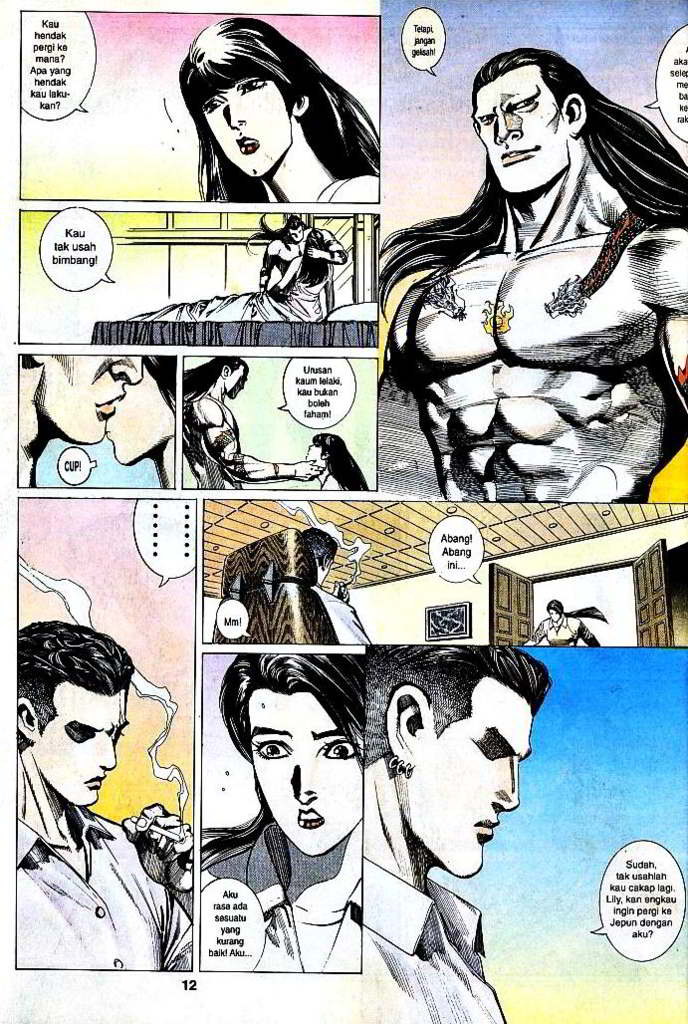 Kau
hendak
pergi ke
mana?
Apa yang
hendak
kau laku-
kan?
Tetapi,
jangan
gelisah!
Kau
tak usah
bimbang!
CUP!
Urusan
kaum lelaki,
kau bukan
boleh
faham!
Abang!
Abang
ini...
Mm!
Aku
rasa ada
sesuatu
yang
kurang
baik! Aku...
Sudah,
tak usahlah
kau cakap lagi.
Lily, kan engkau
ingin pergi ke
Jepun dengan
aku?
12